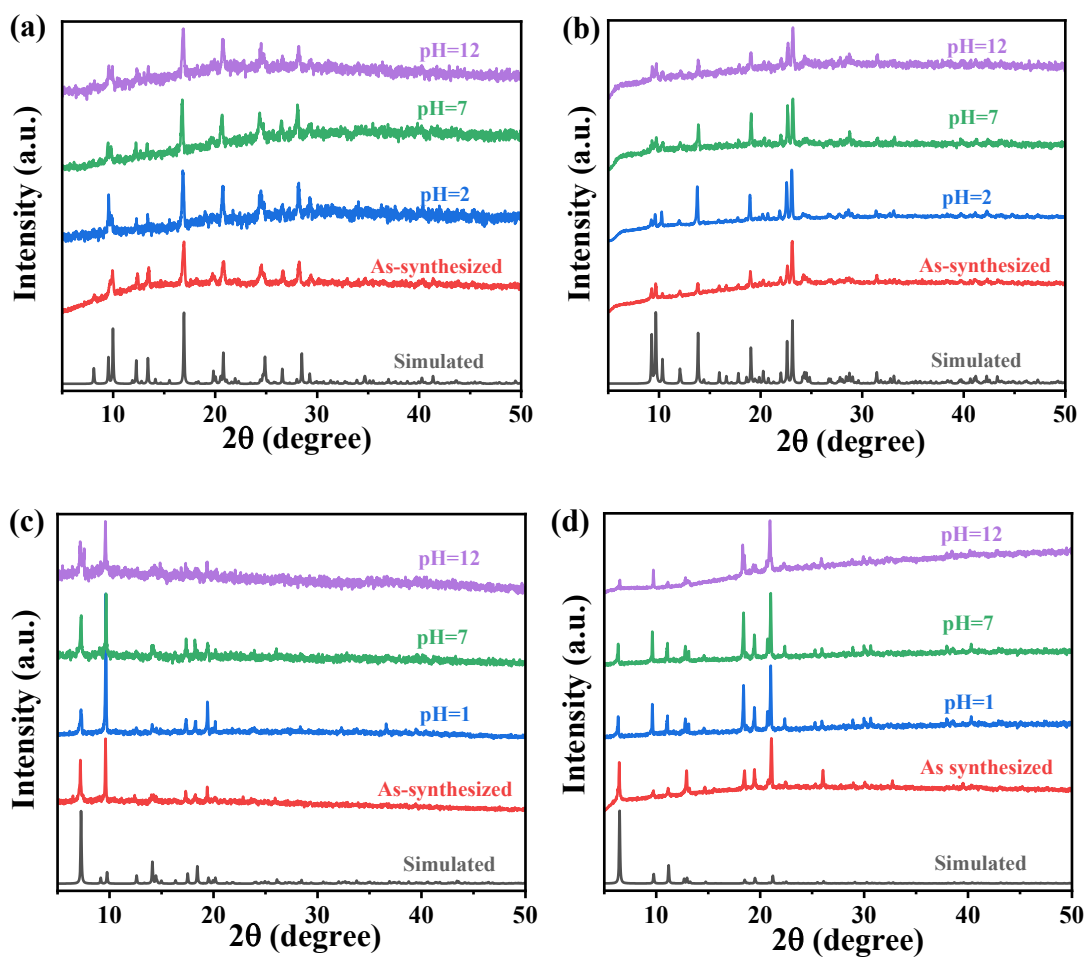 (a)
pH=12
pH=7
pH=2
As-synthesized
Simulated
Intensity (a.u.)
10 20 30 40 50
2θ (degree)
(b)
pH=12
pH=7
pH=2
As-synthesized
Simulated
Intensity (a.u.)
10 20 30 40 50
2θ (degree)
(c)
pH=12
pH=7
pH=1
As-synthesized
Simulated
Intensity (a.u.)
10 20 30 40 50
2θ (degree)
(d)
pH=12
pH=7
pH=1
As synthesized
Simulated
Intensity (a.u.)
10 20 30 40 50
2θ (degree)